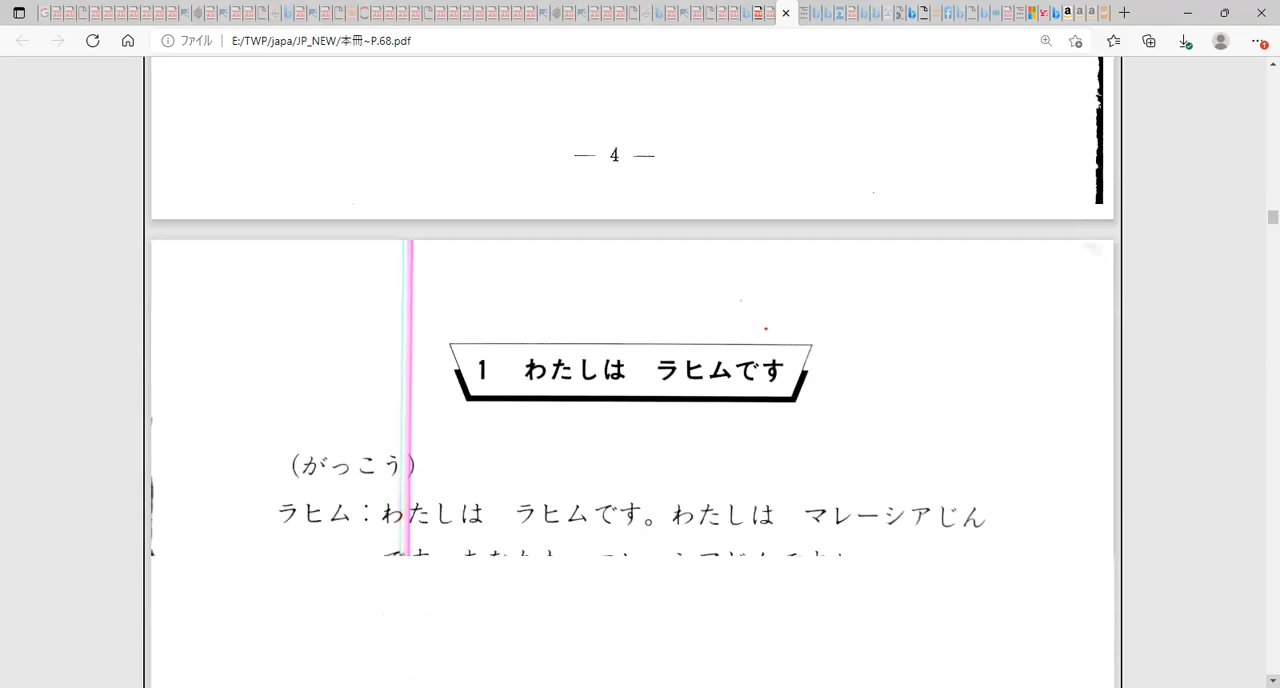 ファイル E:/TWP/japa/JP_NEW/本冊~P.68.pdf
— 4 —
1 わたしは ラヒムです
(がっこう)
ラヒム:わたしは ラヒムです。わたしは マレーシアじん